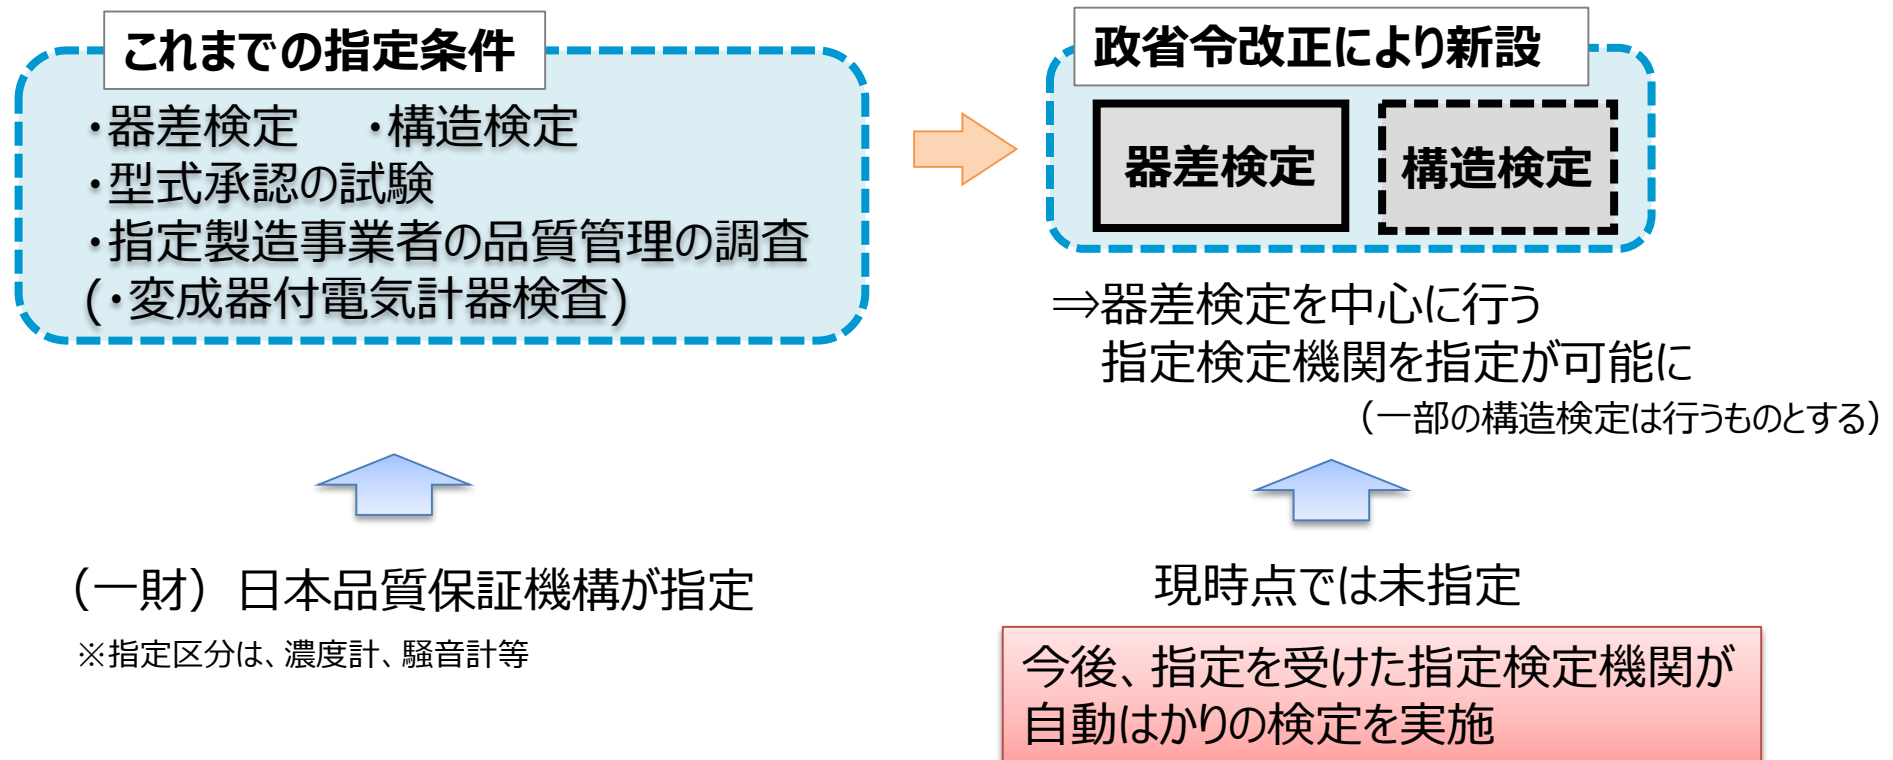 これまでの指定条件
・器差検定　・構造検定
・型式承認の試験
・指定製造事業者の品質管理の調査
(・変成器付電気計器検査)
（一財）日本品質保証機構が指定
※指定区分は、濃度計、騒音計等
政省令改正により新設
器差検定
構造検定
⇒器差検定を中心に行う
指定検定機関を指定が可能に
（一部の構造検定は行うものとする）
現時点では未指定
今後、指定を受けた指定検定機関が
自動はかりの検定を実施